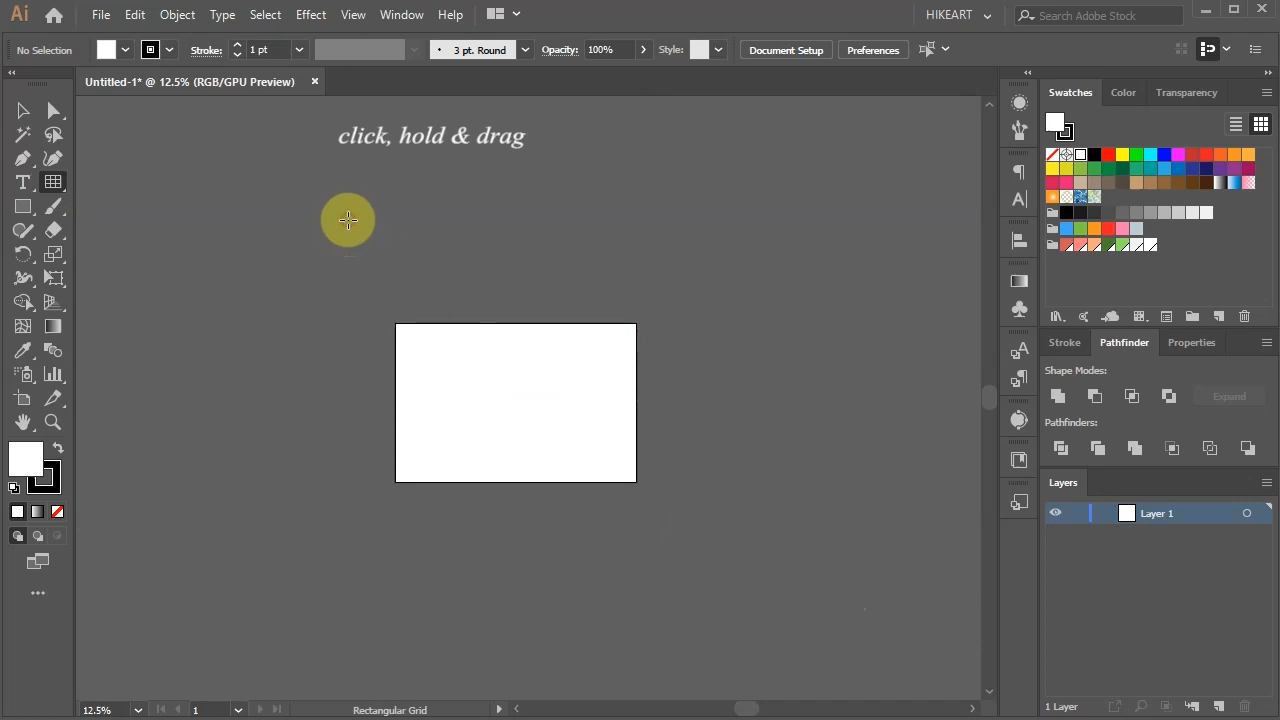 Ai File Edit Object Type Select Effect View Window Help HIKEART Search Adobe Stock
No Selection Stroke: 1 pt 3 pt. Round Opacity: 100% Style: Document Setup Preferences
Untitled-1* @ 12.5% (RGB/GPU Preview)
click, hold & drag
Swatches Color Transparency
Stroke Pathfinder Properties
Shape Modes:
Expand
Pathfinders:
Layers
Layer 1
1 Layer
12.5% 1 Rectangular Grid